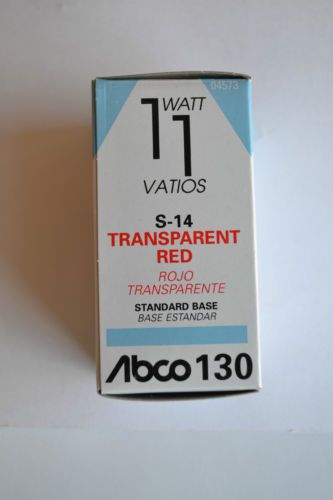 04573
11 WATT
VATIOS
S-14
TRANSPARENT
RED
ROJO
TRANSPARENTE
STANDARD BASE
BASE ESTANDAR
Abco 130